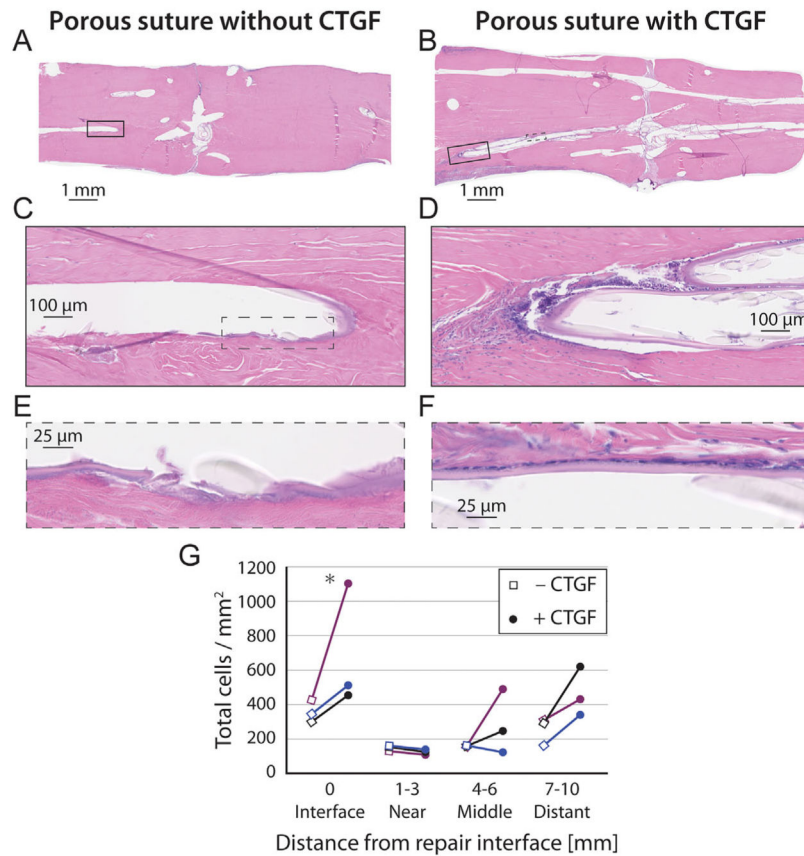 Porous suture without CTGF
Porous suture with CTGF
A
B
1 mm
1 mm
C
D
100 µm
100 µm
E
F
25 µm
25 µm
G
Total cells / mm²
1200
1000
800
600
400
200
0
*
− CTGF
+ CTGF
0 1-3 4-6 7-10
Interface Near Middle Distant
Distance from repair interface [mm]